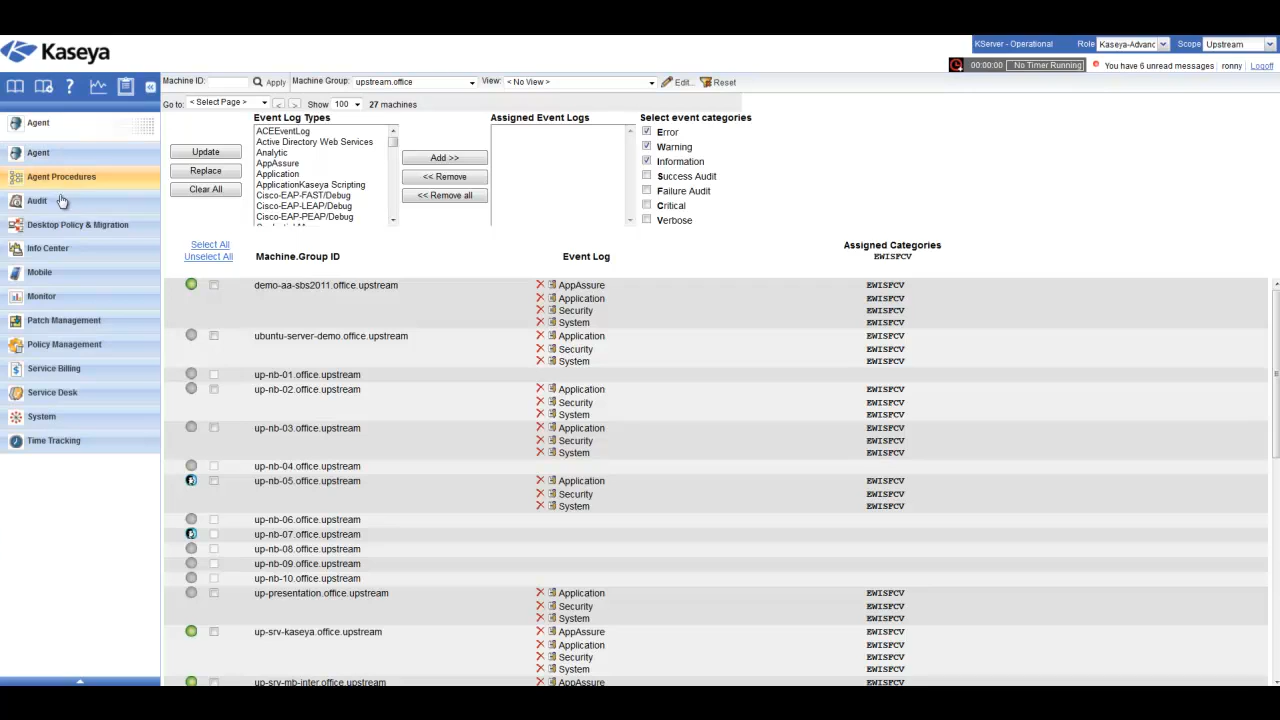 Kaseya
KServer - Operational Role Kaseya-Advanc Scope Upstream
00:00:00 No Timer Running You have 6 unread messages ronny Logoff
Machine ID: Apply Machine Group: upstream.office View: < No View > Edit... Reset
Go to: < Select Page > < > Show 100 27 machines
Agent
Agent
Agent Procedures
Audit
Desktop Policy & Migration
Info Center
Mobile
Monitor
Patch Management
Policy Management
Service Billing
Service Desk
System
Time Tracking
Event Log Types Assigned Event Logs Select event categories
Update
Replace
Clear All
ACEEventLog
Active Directory Web Services
Analytic
AppAssure
Application
ApplicationKaseya Scripting
Cisco-EAP-FAST/Debug
Cisco-EAP-LEAP/Debug
Cisco-EAP-PEAP/Debug
Add >>
<< Remove
<< Remove all
Error
Warning
Information
Success Audit
Failure Audit
Critical
Verbose
Select All
Unselect All
Machine.Group ID Event Log
Assigned Categories
EWISFCV
demo-aa-sbs2011.office.upstream AppAssure EWISFCV
Application EWISFCV
Security EWISFCV
System EWISFCV
ubuntu-server-demo.office.upstream Application EWISFCV
Security EWISFCV
System EWISFCV
up-nb-01.office.upstream
up-nb-02.office.upstream Application EWISFCV
Security EWISFCV
System EWISFCV
up-nb-03.office.upstream Application EWISFCV
Security EWISFCV
System EWISFCV
up-nb-04.office.upstream
up-nb-05.office.upstream Application EWISFCV
Security EWISFCV
System EWISFCV
up-nb-06.office.upstream
up-nb-07.office.upstream
up-nb-08.office.upstream
up-nb-09.office.upstream
up-nb-10.office.upstream
up-presentation.office.upstream Application EWISFCV
Security EWISFCV
System EWISFCV
up-srv-kaseya.office.upstream AppAssure EWISFCV
Application EWISFCV
Security EWISFCV
System EWISFCV
up-srv-mb-inter.office.upstream AppAssure EWISFCV